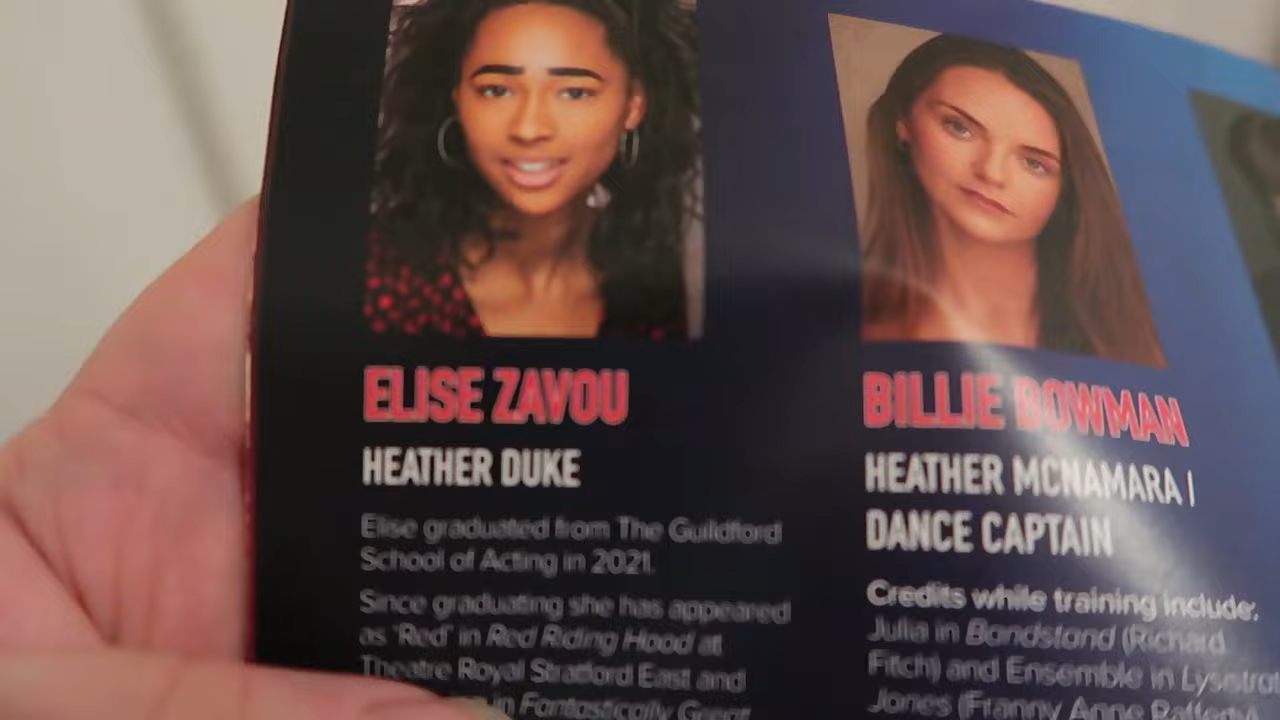 ELISE ZAVOU
HEATHER DUKE
Elise graduated from The Guildford
School of Acting in 2021.
Since graduating she has appeared
as 'Red' in Red Riding Hood at
Theatre Royal Stratford East and
in Fantastically Great
BILLIE BOWMAN
HEATHER MCNAMARA |
DANCE CAPTAIN
Credits while training include:
Julia in Bandstand (Richard
Fitch) and Ensemble in
Jones (Franny Anne